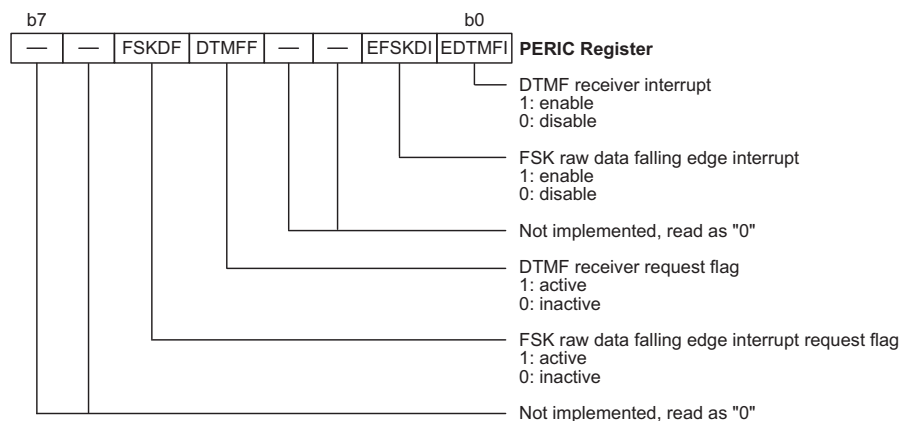 b7 b0
— — FSKDF DTMFF — — EFSKDI EDTMFI PERIC Register
DTMF receiver interrupt
1: enable
0: disable
FSK raw data falling edge interrupt
1: enable
0: disable
Not implemented, read as "0"
DTMF receiver request flag
1: active
0: inactive
FSK raw data falling edge interrupt request flag
1: active
0: inactive
Not implemented, read as "0"